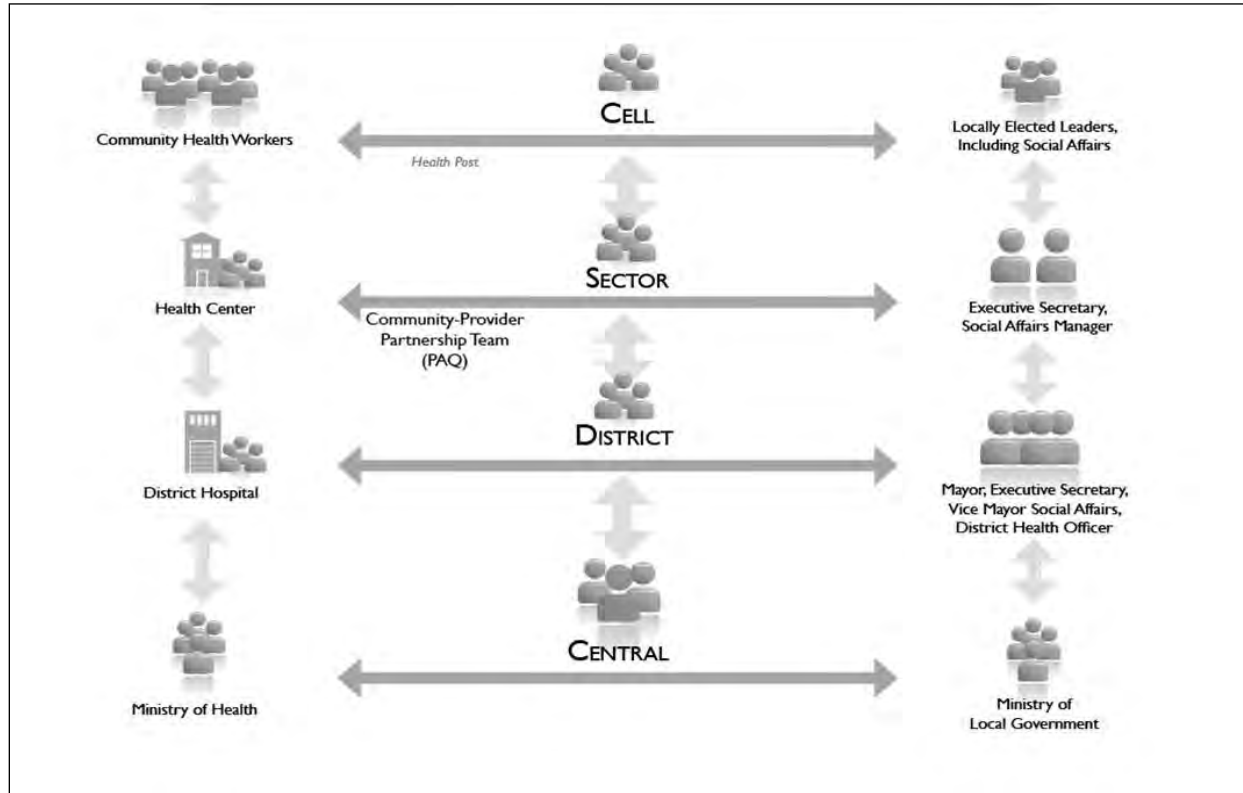 CELL
Community Health Workers
Health Post
Locally Elected Leaders,
Including Social Affairs
SECTOR
Health Center
Community-Provider
Partnership Team
(PAQ)
Executive Secretary,
Social Affairs Manager
DISTRICT
District Hospital
Mayor, Executive Secretary,
Vice Mayor Social Affairs,
District Health Officer
CENTRAL
Ministry of Health
Ministry of
Local Government